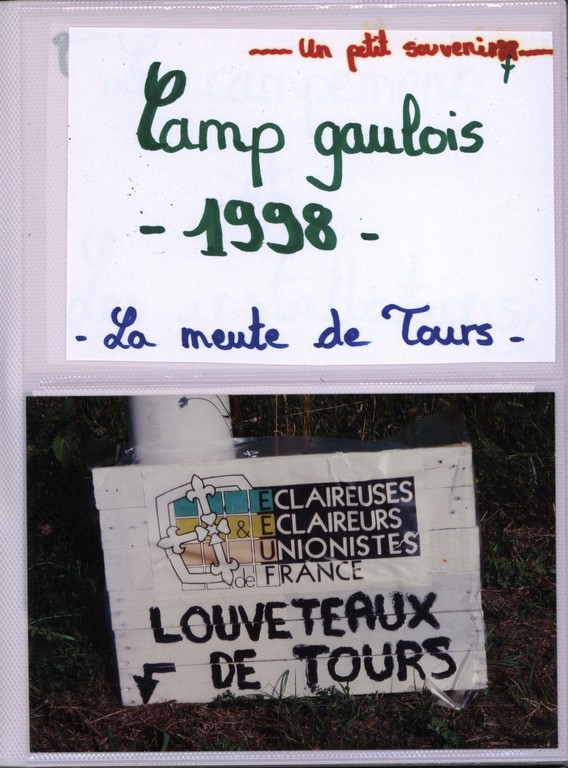 Un petit souvenir
Camp gaulois
- 1998 -
- La meute de Tours -
ECLAIREUSES
& ECLAIREURS
UNIONISTES
de FRANCE
LOUVETEAUX
DE TOURS